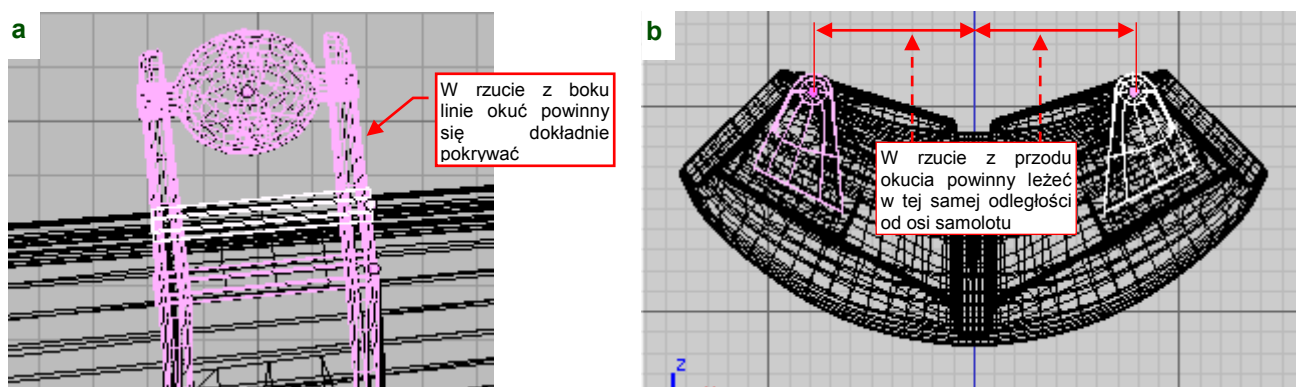 a
W rzucie z boku
linie okuć powinny
się dokładnie
pokrywać
b
W rzucie z przodu
okucia powinny leżeć
w tej samej odległości
od osi samolotu
z